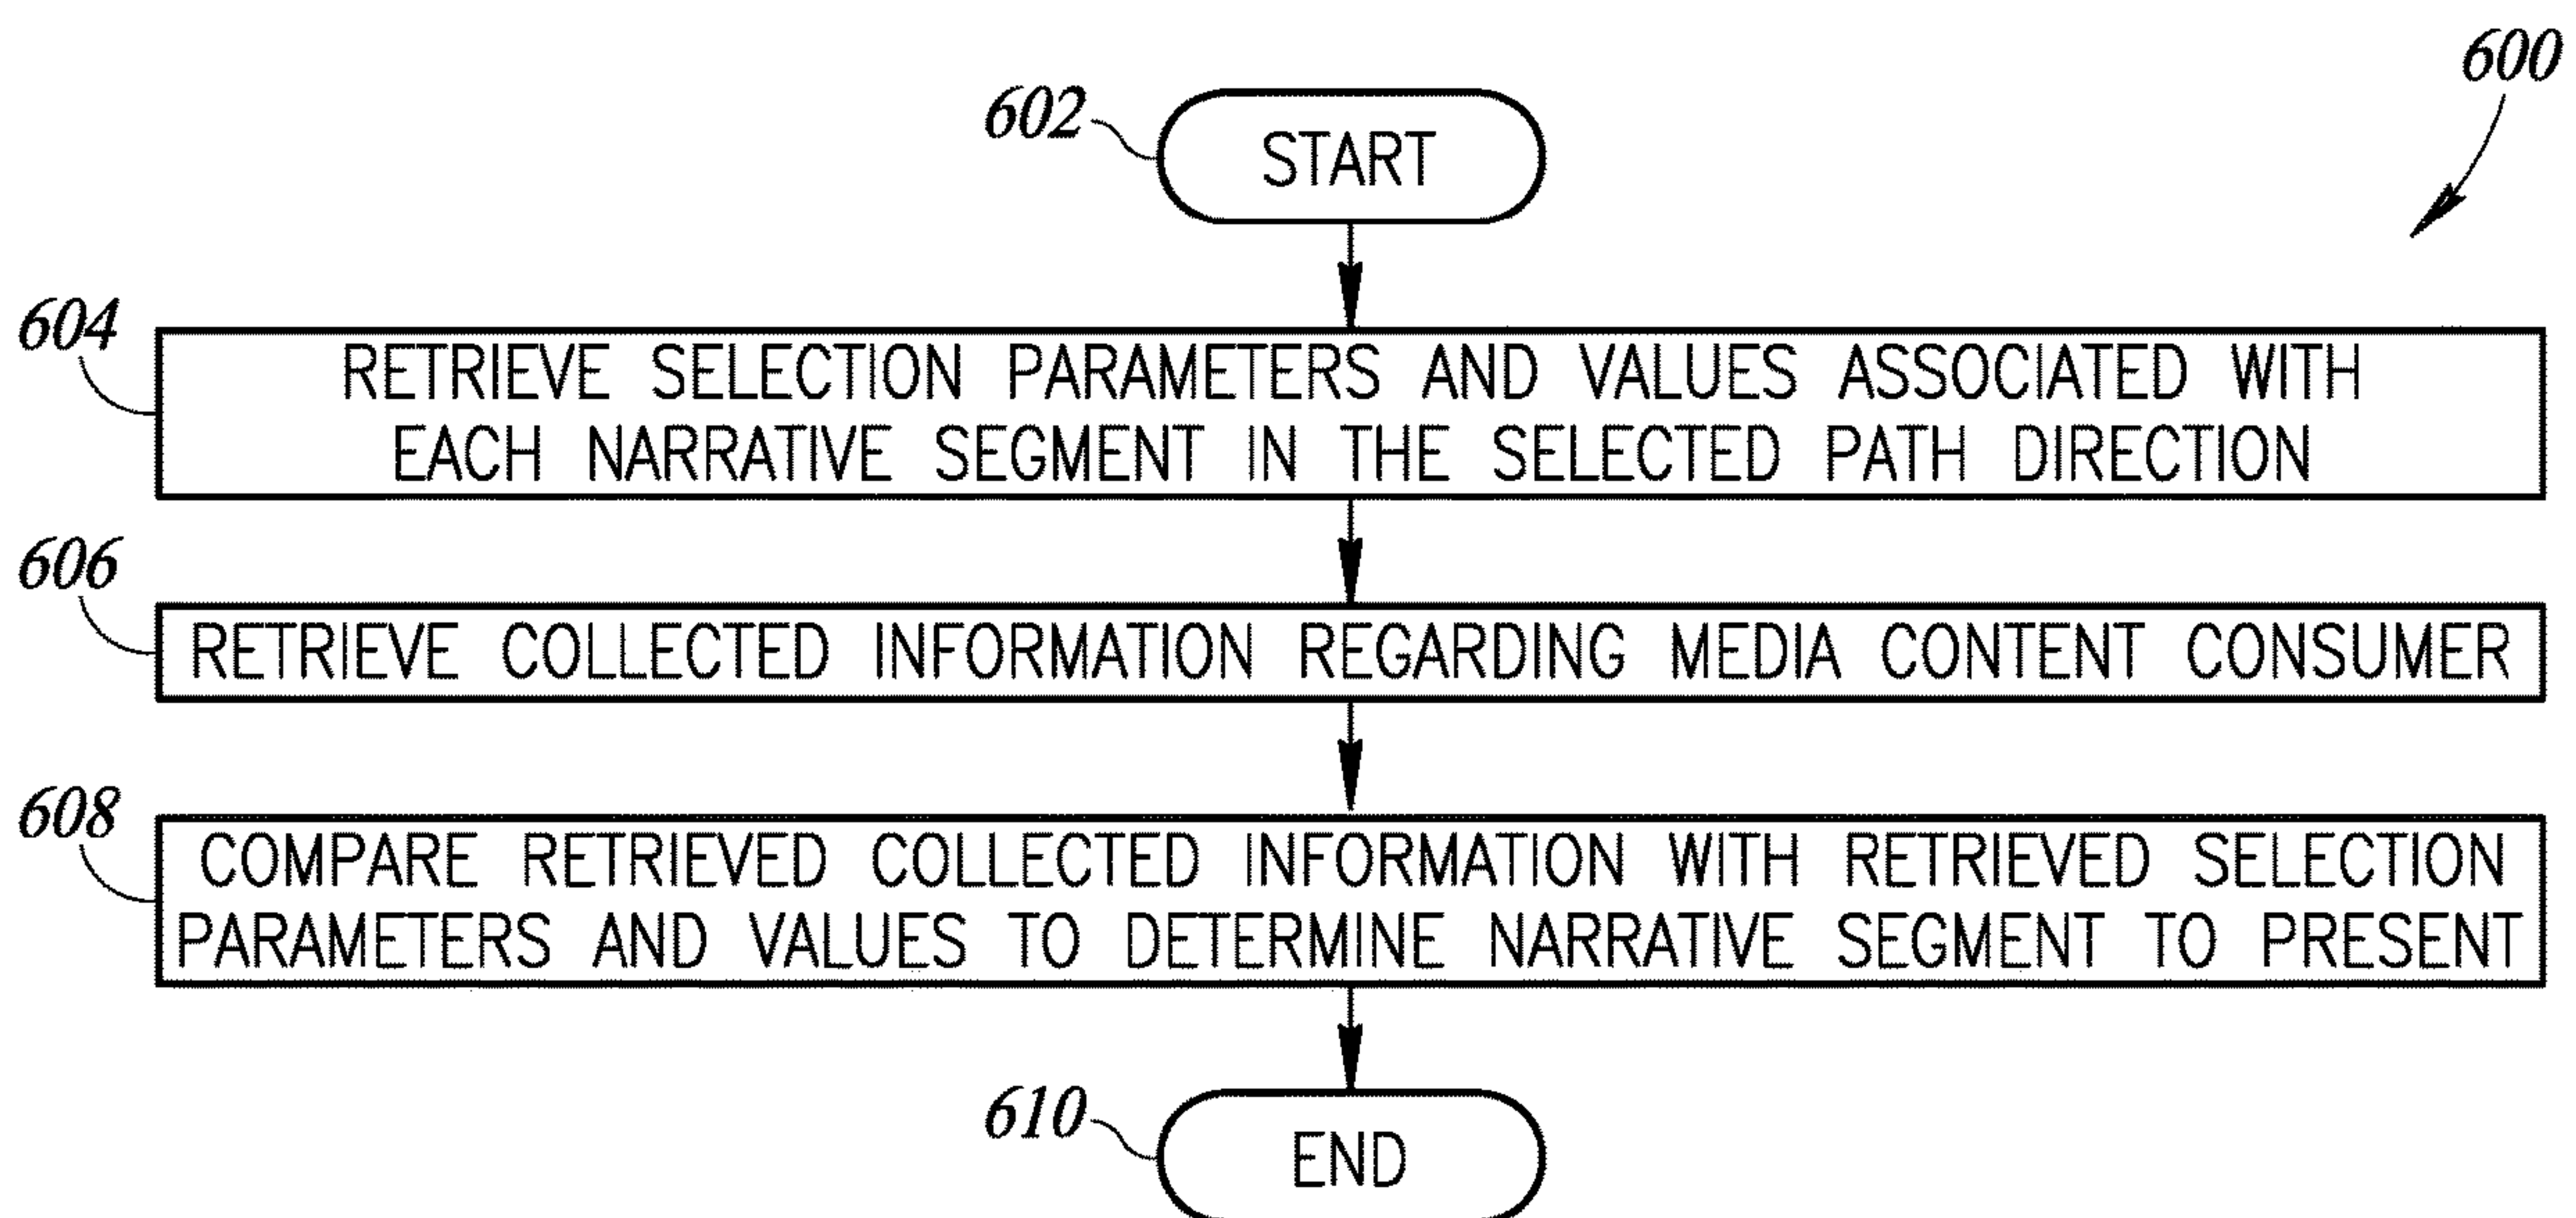 600
602
START
604
RETRIEVE SELECTION PARAMETERS AND VALUES ASSOCIATED WITH
EACH NARRATIVE SEGMENT IN THE SELECTED PATH DIRECTION
606
RETRIEVE COLLECTED INFORMATION REGARDING MEDIA CONTENT CONSUMER
608
COMPARE RETRIEVED COLLECTED INFORMATION WITH RETRIEVED SELECTION
PARAMETERS AND VALUES TO DETERMINE NARRATIVE SEGMENT TO PRESENT
610
END